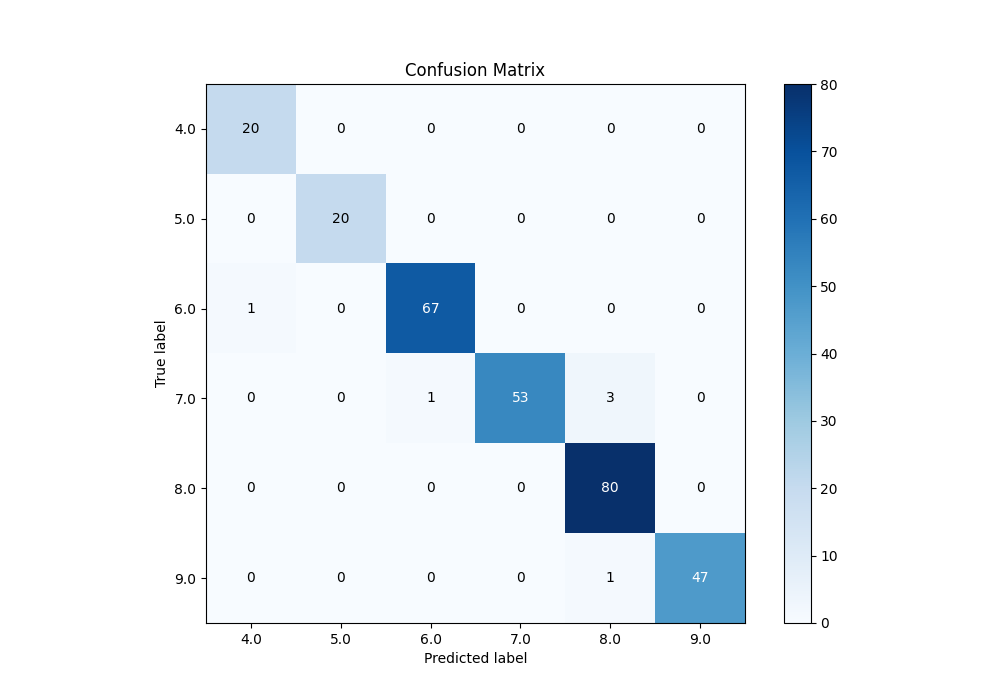 Confusion Matrix
4.0 20 0 0 0 0 0
5.0 0 20 0 0 0 0
6.0 1 0 67 0 0 0
7.0 0 0 1 53 3 0
8.0 0 0 0 0 80 0
9.0 0 0 0 0 1 47
4.0 5.0 6.0 7.0 8.0 9.0
Predicted label
True label
80
70
60
50
40
30
20
10
0